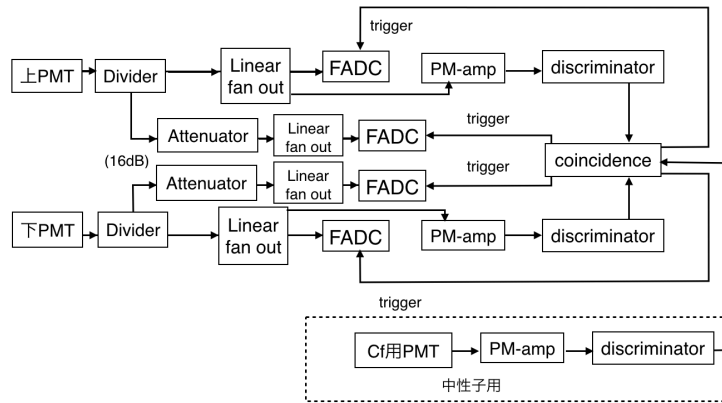 trigger
上PMT
Divider
Linear
fan out
FADC
PM-amp
discriminator
Attenuator
Linear
fan out
FADC
trigger
(16dB)
coincidence
Attenuator
Linear
fan out
FADC
trigger
下PMT
Divider
Linear
fan out
FADC
PM-amp
discriminator
trigger
Cf用PMT
PM-amp
discriminator
中性子用